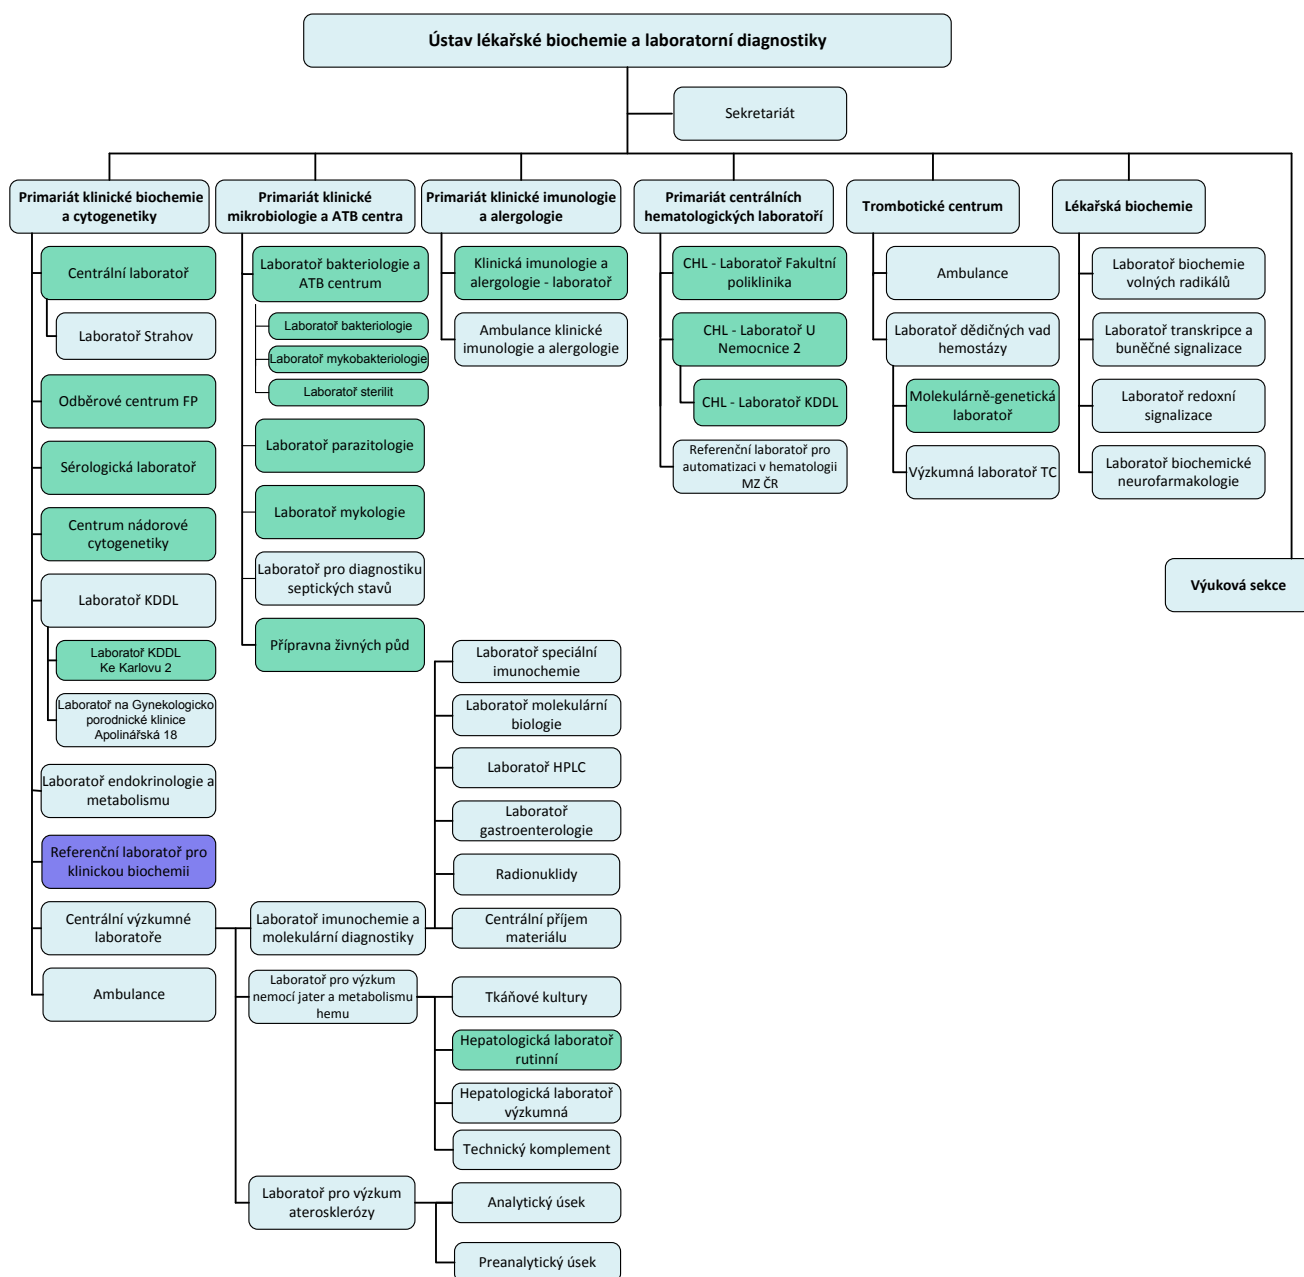 Ústav lékařské biochemie a laboratorní diagnostiky
Sekretariát
Primariát klinické biochemie
a cytogenetiky
Primariát klinické
mikrobiologie a ATB centra
Primariát klinické imunologie
a alergologie
Primariát centrálních
hematologických laboratoří
Trombotické centrum
Lékařská biochemie
Centrální laboratoř
Laboratoř Strahov
Odběrové centrum FP
Sérologická laboratoř
Centrum nádorové
cytogenetiky
Laboratoř KDDL
Laboratoř KDDL
Ke Karlovu 2
Laboratoř na Gynekologicko
porodnické klinice
Apolinářská 18
Laboratoř endokrinologie a
metabolismu
Referenční laboratoř pro
klinickou biochemii
Centrální výzkumné
laboratoře
Ambulance
Laboratoř bakteriologie a
ATB centrum
Laboratoř bakteriologie
Laboratoř mykobakteriologie
Laboratoř sterilit
Laboratoř parazitologie
Laboratoř mykologie
Laboratoř pro diagnostiku
septických stavů
Přípravna živných půd
Klinická imunologie a
alergologie - laboratoř
Ambulance klinické
imunologie a alergologie
CHL - Laboratoř Fakultní
poliklinika
CHL - Laboratoř U
Nemocnice 2
CHL - Laboratoř KDDL
Referenční laboratoř pro
automatizaci v hematologii
MZ ČR
Ambulance
Laboratoř dědičných vad
hemostázy
Molekulárně-genetická
laboratoř
Výzkumná laboratoř TC
Laboratoř biochemie
volných radikálů
Laboratoř transkripce a
buněčné signalizace
Laboratoř redoxní
signalizace
Laboratoř biochemické
neurofarmakologie
Výuková sekce
Laboratoř imunochemie a
molekulární diagnostiky
Laboratoř speciální
imunochemie
Laboratoř molekulární
biologie
Laboratoř HPLC
Laboratoř
gastroenterologie
Radionuklidy
Centrální příjem
materiálu
Laboratoř pro výzkum
nemocí jater a metabolismu
hemu
Tkáňové kultury
Hepatologická laboratoř
rutinní
Hepatologická laboratoř
výzkumná
Technický komplement
Laboratoř pro výzkum
aterosklerózy
Analytický úsek
Preanalytický úsek